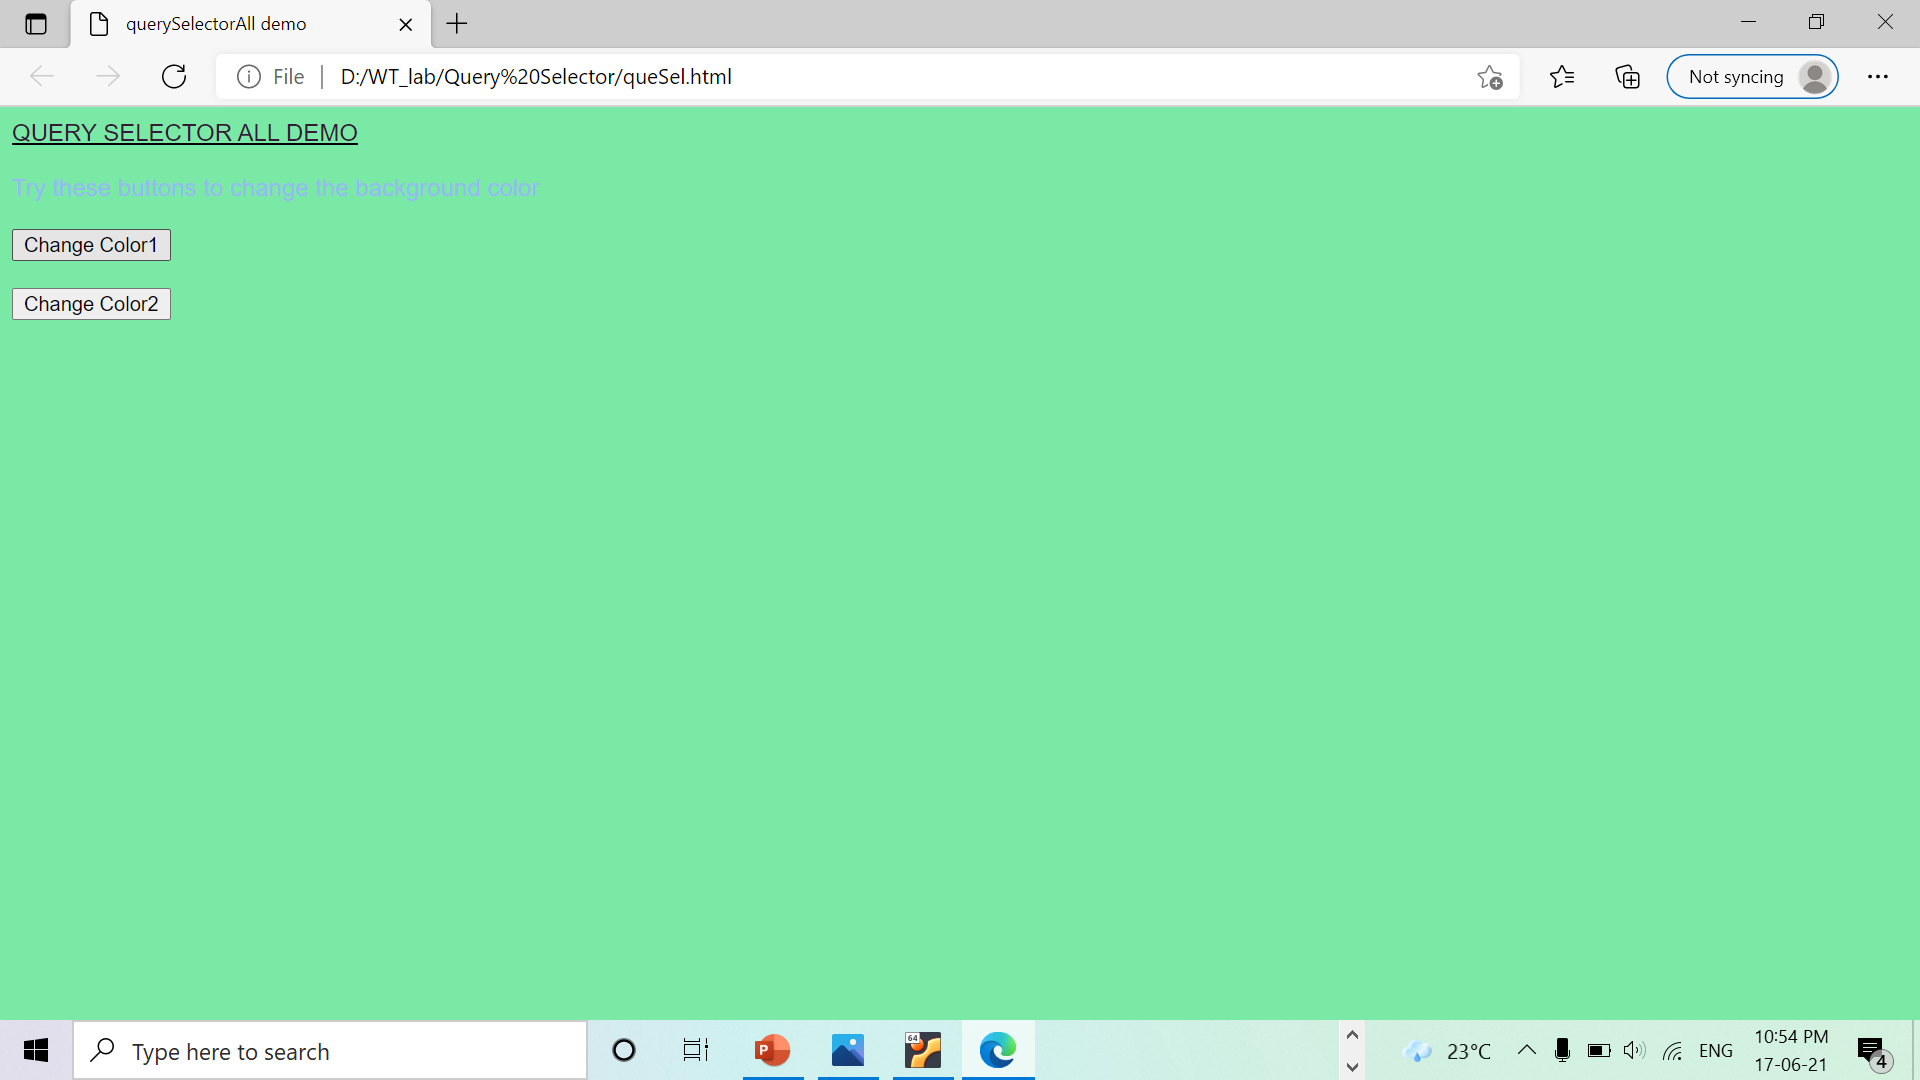 querySelectorAll demo
File | D:/WT_lab/Query%20Selector/queSel.html
Not syncing
QUERY SELECTOR ALL DEMO
Try these buttons to change the background color
Change Color1
Change Color2
Type here to search
P
64
23°C
ENG
10:54 PM
17-06-21
4